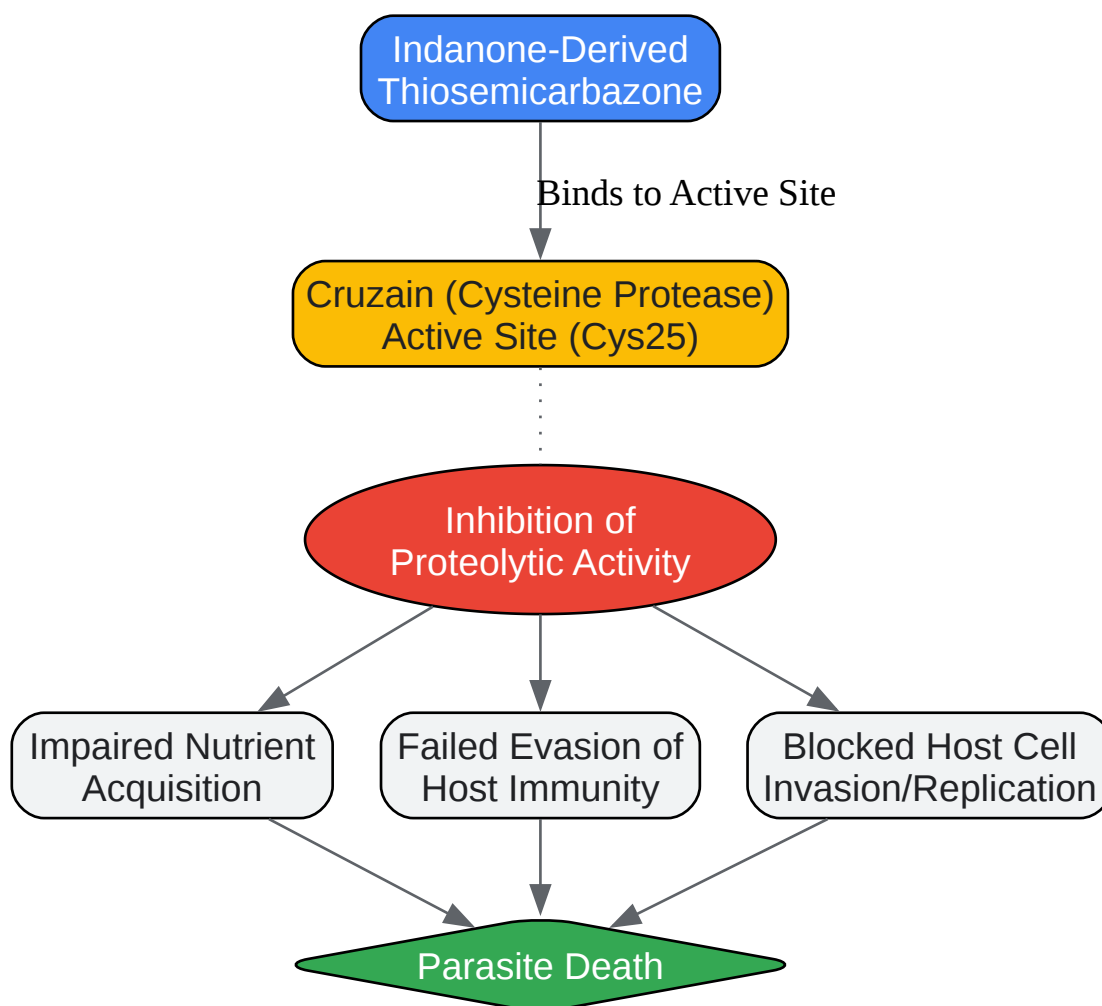 Indanone-Derived
Thiosemicarbazone
Binds to Active Site
Cruzain (Cysteine Protease)
Active Site (Cys25)
Inhibition of
Proteolytic Activity
Impaired Nutrient
Acquisition
Failed Evasion of
Host Immunity
Blocked Host Cell
Invasion/Replication
Parasite Death